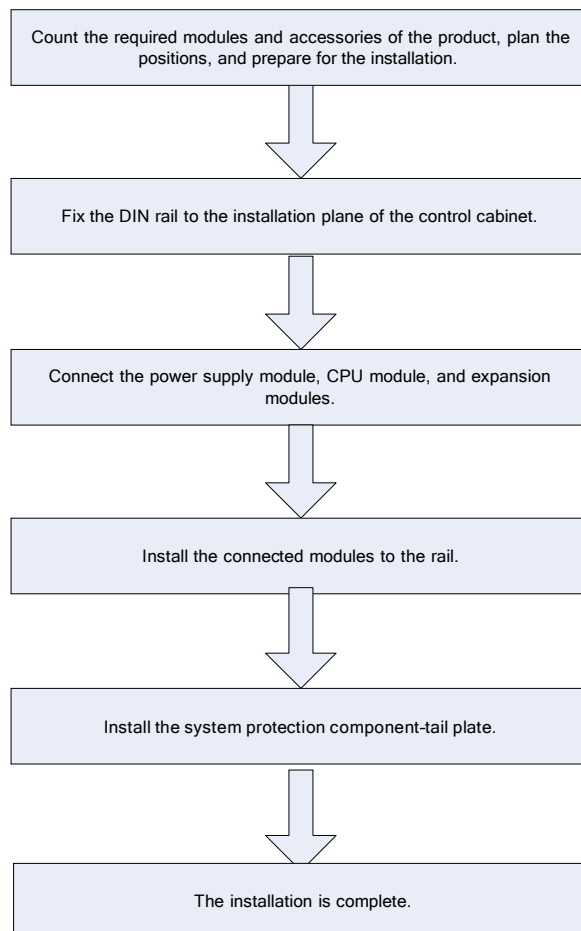 Count the required modules and accessories of the product, plan the
positions, and prepare for the installation.
Fix the DIN rail to the installation plane of the control cabinet.
Connect the power supply module, CPU module, and expansion
modules.
Install the connected modules to the rail.
Install the system protection component-tail plate.
The installation is complete.